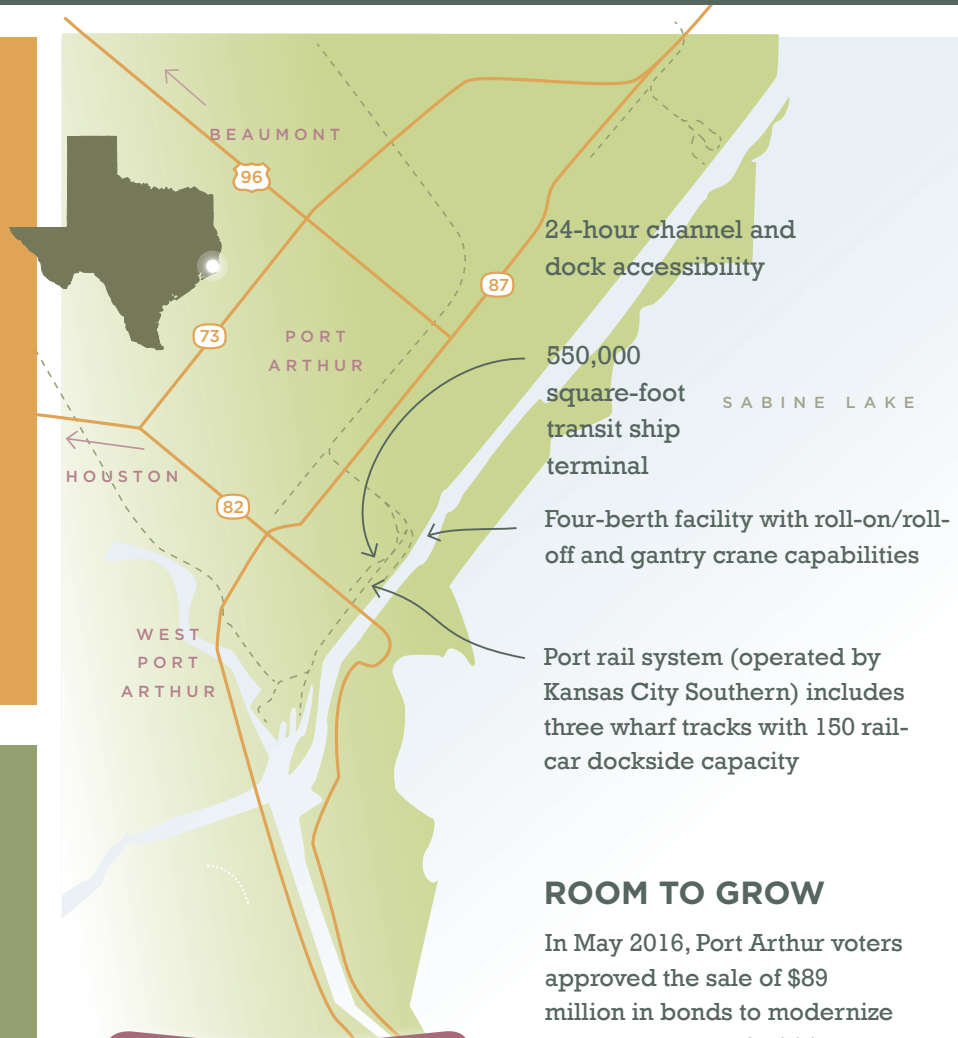 BEAUMONT
96
24-hour channel and
dock accessibility
87
73
PORT
ARTHUR
550,000
square-foot
transit ship
terminal
SABINE LAKE
HOUSTON
82
Four-berth facility with roll-on/roll-
off and gantry crane capabilities
WEST
PORT
ARTHUR
Port rail system (operated by
Kansas City Southern) includes
three wharf tracks with 150 rail-
car dockside capacity
ROOM TO GROW
In May 2016, Port Arthur voters
approved the sale of $89
million in bonds to modernize